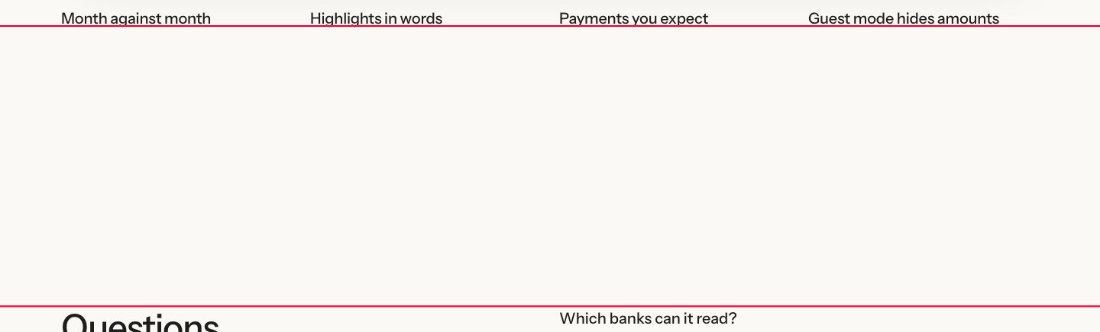 Month against month
Highlights in words
Payments you expect
Guest mode hides amounts
Questions
Which banks can it read?